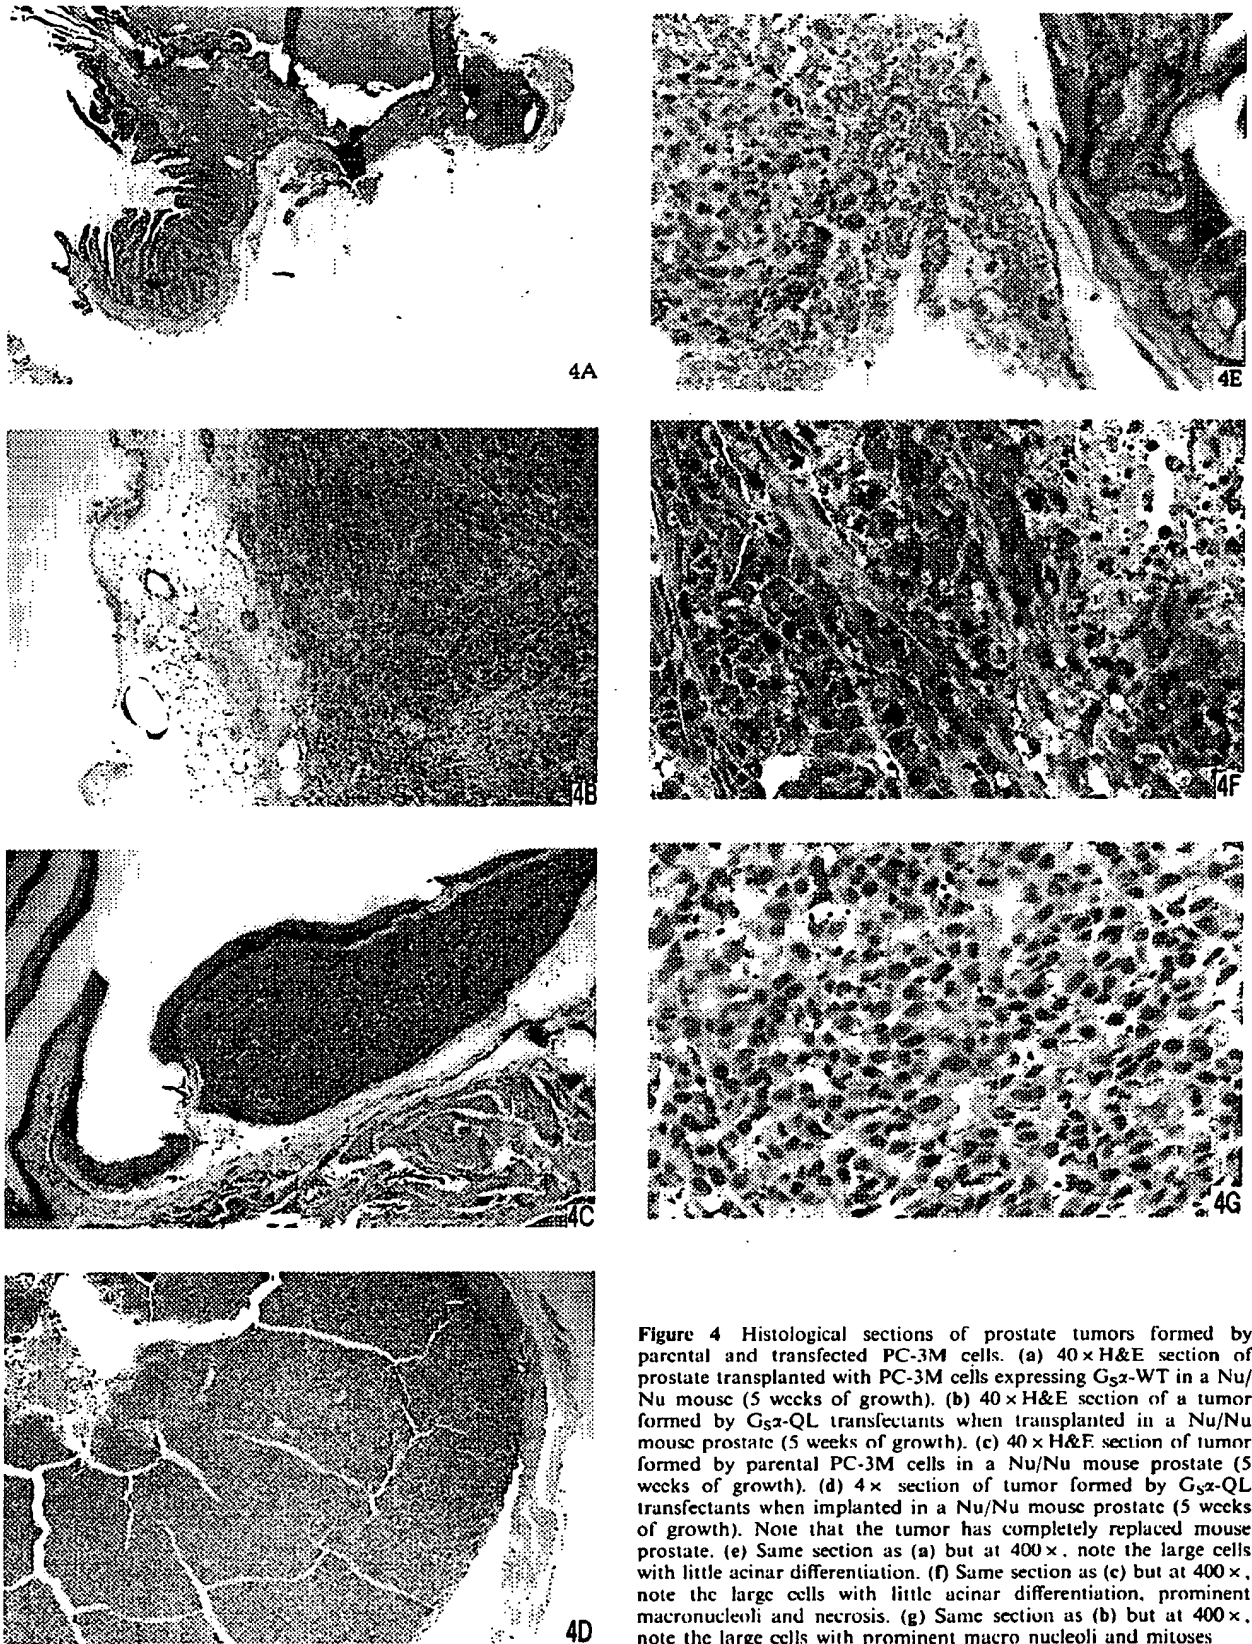 4A
4E
4B
4F
4C
4G
4D
Figure 4 Histological sections of prostate tumors formed by
parental and transfected PC-3M cells. (a) 40 × H&E section of
prostate transplanted with PC-3M cells expressing Gsα-WT in a Nu/
Nu mouse (5 weeks of growth). (b) 40 × H&E section of a tumor
formed by Gsα-QL transfectants when transplanted in a Nu/Nu
mouse prostate (5 weeks of growth). (c) 40 × H&E section of tumor
formed by parental PC-3M cells in a Nu/Nu mouse prostate (5
weeks of growth). (d) 4 × section of tumor formed by Gsα-QL
transfectants when implanted in a Nu/Nu mouse prostate (5 weeks
of growth). Note that the tumor has completely replaced mouse
prostate. (e) Same section as (a) but at 400 ×, note the large cells
with little acinar differentiation. (f) Same section as (c) but at 400 ×,
note the large cells with little acinar differentiation, prominent
macronucleoli and necrosis. (g) Same section as (b) but at 400 ×,
note the large cells with prominent macro nucleoli and mitoses